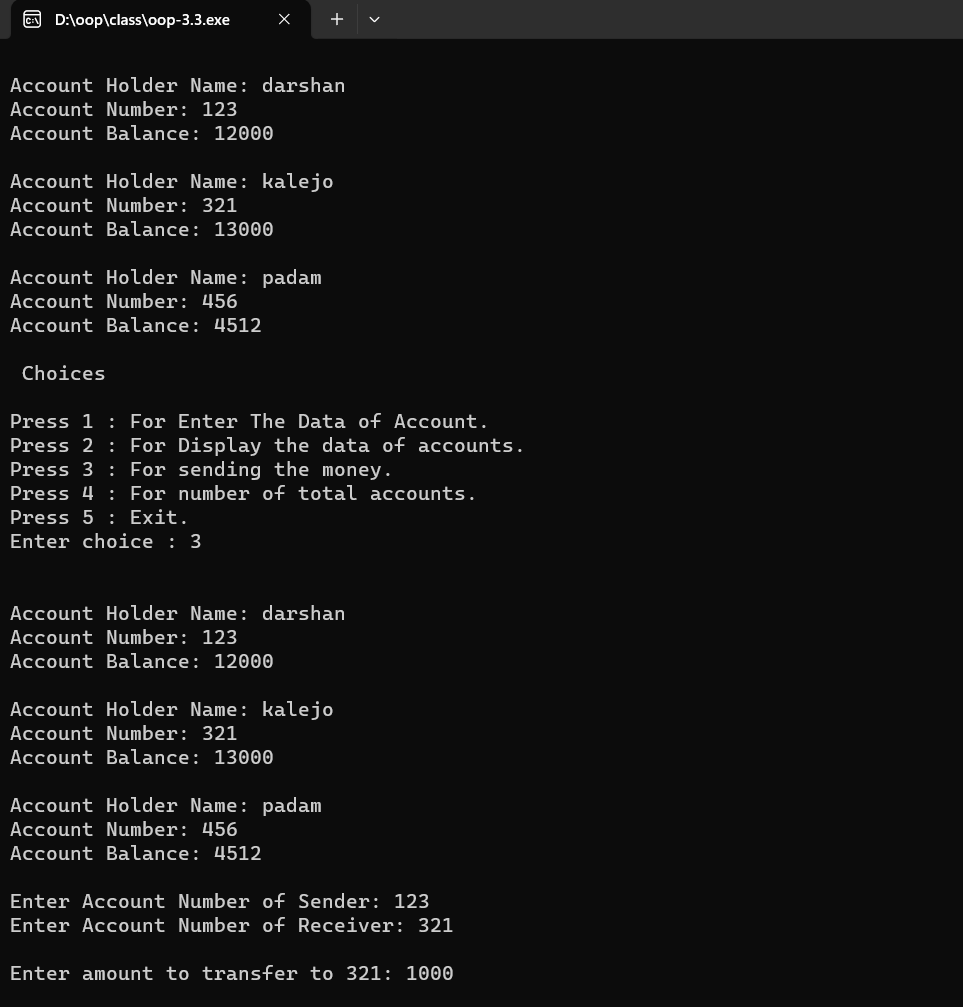 D:\oop\class\oop-3.3.exe
Account Holder Name: darshan
Account Number: 123
Account Balance: 12000
Account Holder Name: kalejo
Account Number: 321
Account Balance: 13000
Account Holder Name: padam
Account Number: 456
Account Balance: 4512
Choices
Press 1 : For Enter The Data of Account.
Press 2 : For Display the data of accounts.
Press 3 : For sending the money.
Press 4 : For number of total accounts.
Press 5 : Exit.
Enter choice : 3
Account Holder Name: darshan
Account Number: 123
Account Balance: 12000
Account Holder Name: kalejo
Account Number: 321
Account Balance: 13000
Account Holder Name: padam
Account Number: 456
Account Balance: 4512
Enter Account Number of Sender: 123
Enter Account Number of Receiver: 321
Enter amount to transfer to 321: 1000